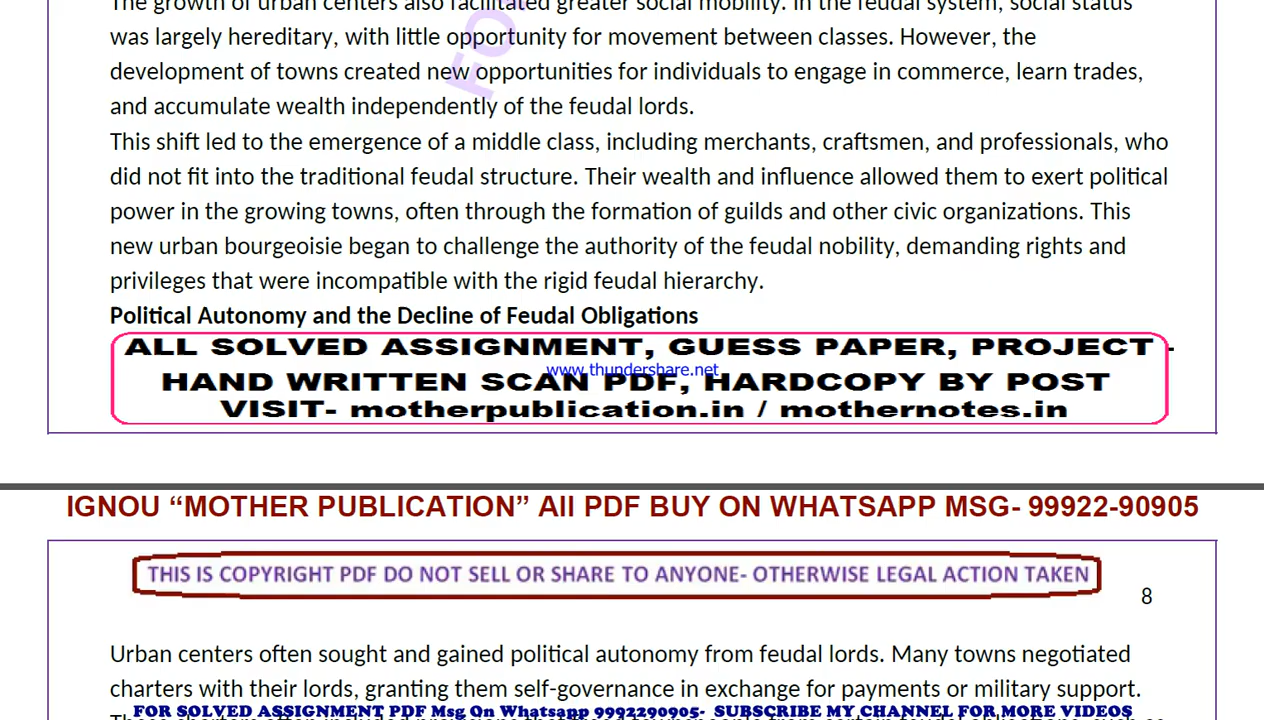 The growth of urban centers also facilitated greater social mobility. In the feudal system, social status
FO
was largely hereditary, with little opportunity for movement between classes. However, the
development of towns created new opportunities for individuals to engage in commerce, learn trades,
and accumulate wealth independently of the feudal lords.
This shift led to the emergence of a middle class, including merchants, craftsmen, and professionals, who
did not fit into the traditional feudal structure. Their wealth and influence allowed them to exert political
power in the growing towns, often through the formation of guilds and other civic organizations. This
new urban bourgeoisie began to challenge the authority of the feudal nobility, demanding rights and
privileges that were incompatible with the rigid feudal hierarchy.
Political Autonomy and the Decline of Feudal Obligations
ALL SOLVED ASSIGNMENT, GUESS PAPER, PROJECT -
www.thundershare.net
HAND WRITTEN SCAN PDF, HARDCOPY BY POST
VISIT- motherpublication.in / mothernotes.in
IGNOU “MOTHER PUBLICATION” All PDF BUY ON WHATSAPP MSG- 99922-90905
THIS IS COPYRIGHT PDF DO NOT SELL OR SHARE TO ANYONE- OTHERWISE LEGAL ACTION TAKEN
8
Urban centers often sought and gained political autonomy from feudal lords. Many towns negotiated
charters with their lords, granting them self-governance in exchange for payments or military support.
FOR SOLVED ASSIGNMENT PDF Msg On Whatsapp 9992290905- SUBSCRIBE MY CHANNEL FOR MORE VIDEOS